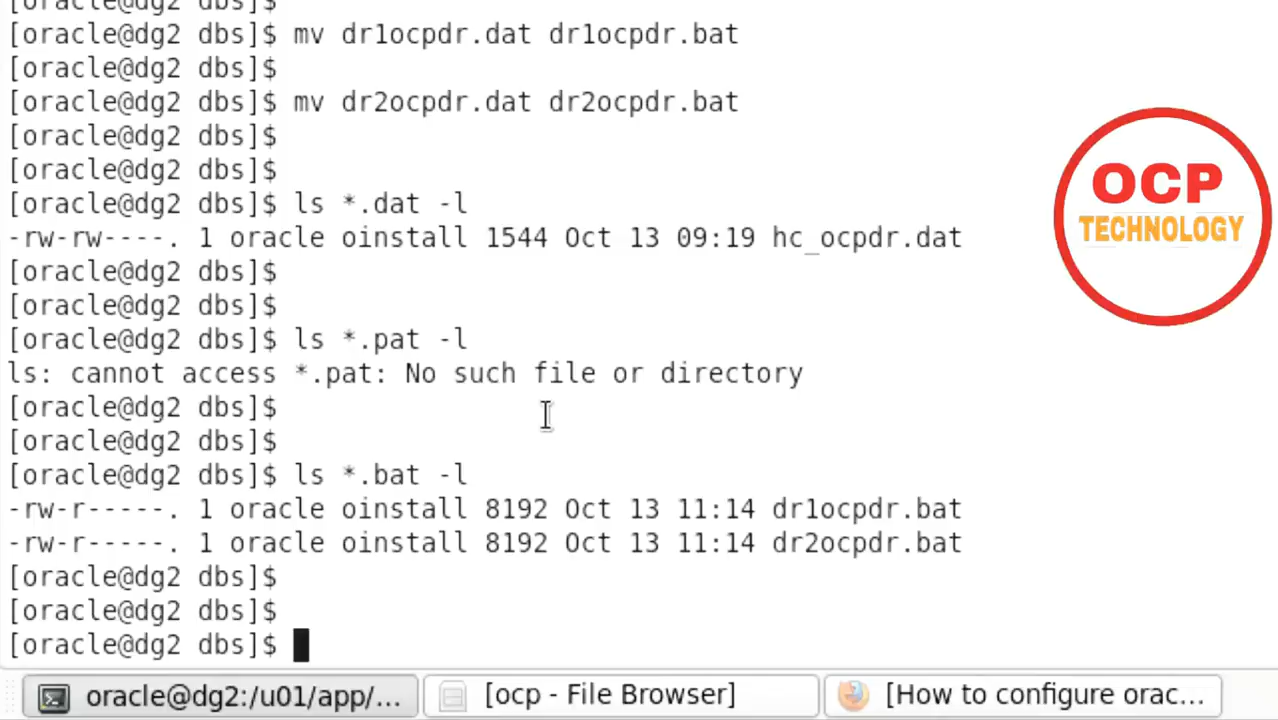 [oracle@dg2 dbs]$
[oracle@dg2 dbs]$ mv dr1ocpdr.dat dr1ocpdr.bat
[oracle@dg2 dbs]$
[oracle@dg2 dbs]$ mv dr2ocpdr.dat dr2ocpdr.bat
[oracle@dg2 dbs]$
[oracle@dg2 dbs]$
[oracle@dg2 dbs]$ ls *.dat -l
-rw-rw----. 1 oracle oinstall 1544 Oct 13 09:19 hc_ocpdr.dat
[oracle@dg2 dbs]$
[oracle@dg2 dbs]$
[oracle@dg2 dbs]$ ls *.pat -l
ls: cannot access *.pat: No such file or directory
[oracle@dg2 dbs]$
[oracle@dg2 dbs]$
[oracle@dg2 dbs]$ ls *.bat -l
-rw-r-----. 1 oracle oinstall 8192 Oct 13 11:14 dr1ocpdr.bat
-rw-r-----. 1 oracle oinstall 8192 Oct 13 11:14 dr2ocpdr.bat
[oracle@dg2 dbs]$
[oracle@dg2 dbs]$
[oracle@dg2 dbs]$
OCP
TECHNOLOGY
oracle@dg2:/u01/app/...
[ocp - File Browser]
[How to configure orac...